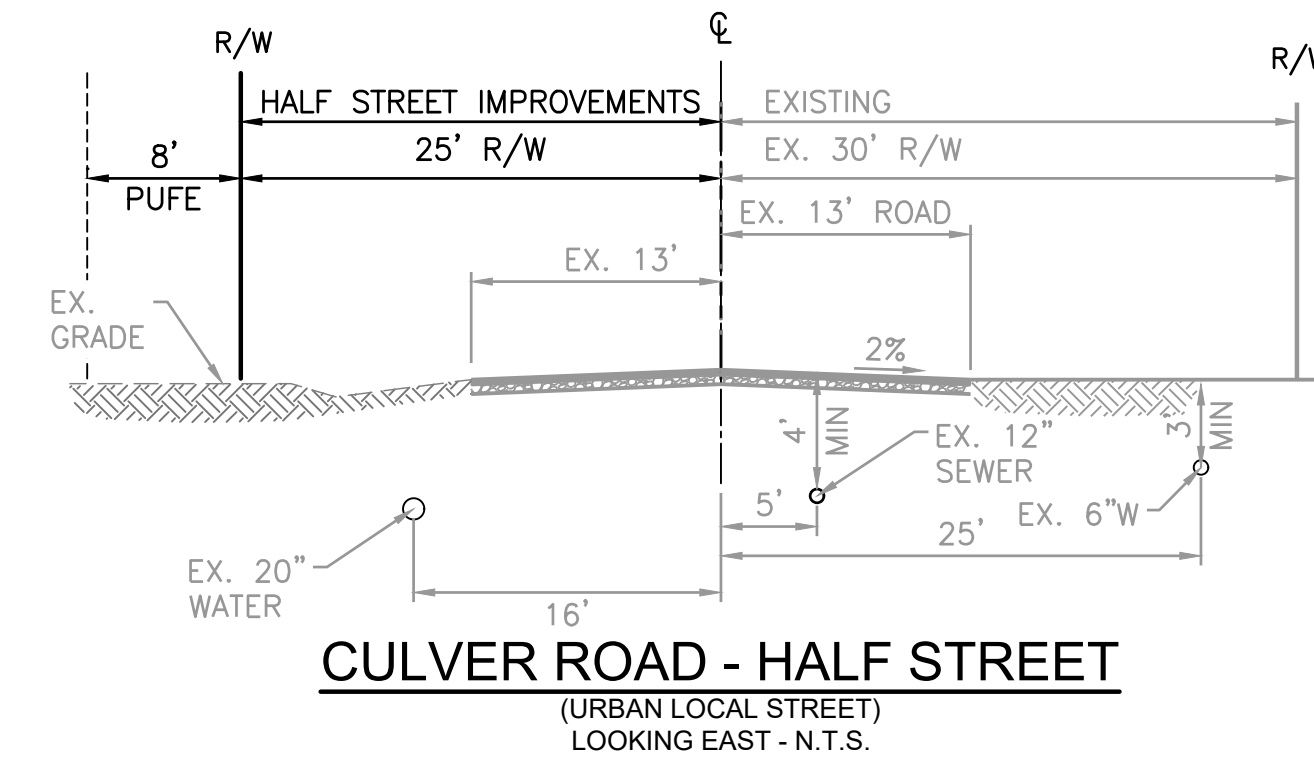 ℄
R/W
R/W
HALF STREET IMPROVEMENTS
EXISTING
8'
25' R/W
EX. 30' R/W
PUFE
EX. 13' ROAD
EX. 13'
EX.
GRADE
2%
4'
MIN
3'
MIN
EX. 12"
SEWER
5'
EX. 6"W
25'
EX. 20"
WATER
16'
CULVER ROAD - HALF STREET
(URBAN LOCAL STREET)
LOOKING EAST - N.T.S.